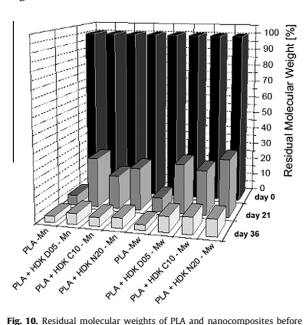 100
90
80
70
60
50
40
30
20
10
0
Residual Molecular Weight [%]
day 0
day 21
day 36
PLA -Mn
PLA + HDK D05 - Mn
PLA + HDK C10 - Mn
PLA + HDK N20 - Mn
PLA -Mw
PLA + HDK D05 - Mw
PLA + HDK C10 - Mw
PLA + HDK N20 - Mw
Fig. 10. Residual molecular weights of PLA and nanocomposites before